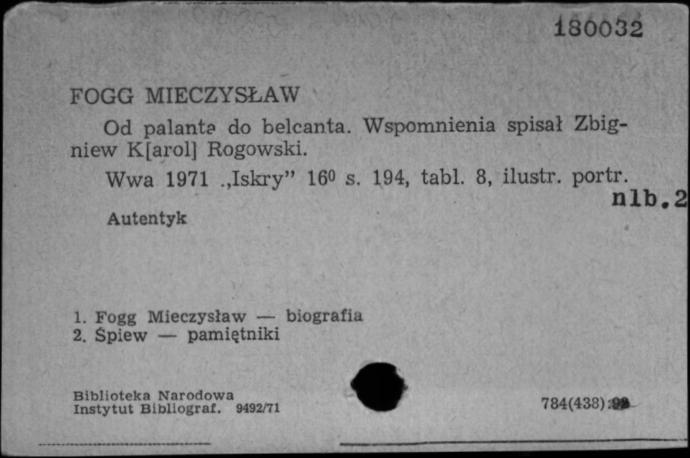 180032
FOGG MIECZYSŁAW
Od palanta do belcanta. Wspomnienia spisał Zbig-
niew K[arol] Rogowski.
Wwa 1971 „Iskry” 16⁰ s. 194, tabl. 8, ilustr. portr.
nlb.2
Autentyk
1. Fogg Mieczysław — biografia
2. Śpiew — pamiętniki
Biblioteka Narodowa
Instytut Bibliograf. 9492/71
784(438)